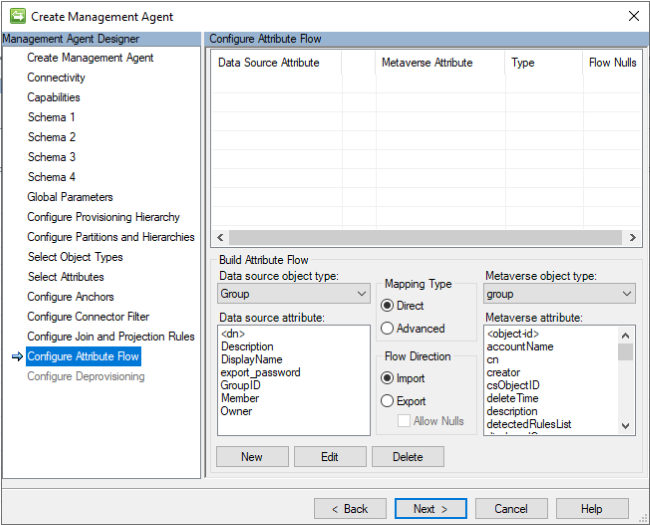 Create Management Agent
Management Agent Designer
Create Management Agent
Connectivity
Capabilities
Schema 1
Schema 2
Schema 3
Schema 4
Global Parameters
Configure Provisioning Hierarchy
Configure Partitions and Hierarchies
Select Object Types
Select Attributes
Configure Anchors
Configure Connector Filter
Configure Join and Projection Rules
Configure Attribute Flow
Configure Deprovisioning
Configure Attribute Flow
Data Source Attribute Metaverse Attribute Type Flow Nulls
Build Attribute Flow
Data source object type:
Group
Data source attribute:
<dn>
Description
DisplayName
export_password
GroupID
Member
Owner
Mapping Type
Direct
Advanced
Flow Direction
Import
Export
Allow Nulls
Metaverse object type:
group
Metaverse attribute:
<object-id>
accountName
cn
creator
csObjectID
deleteTime
description
detectedRulesList
New Edit Delete
< Back Next > Cancel Help